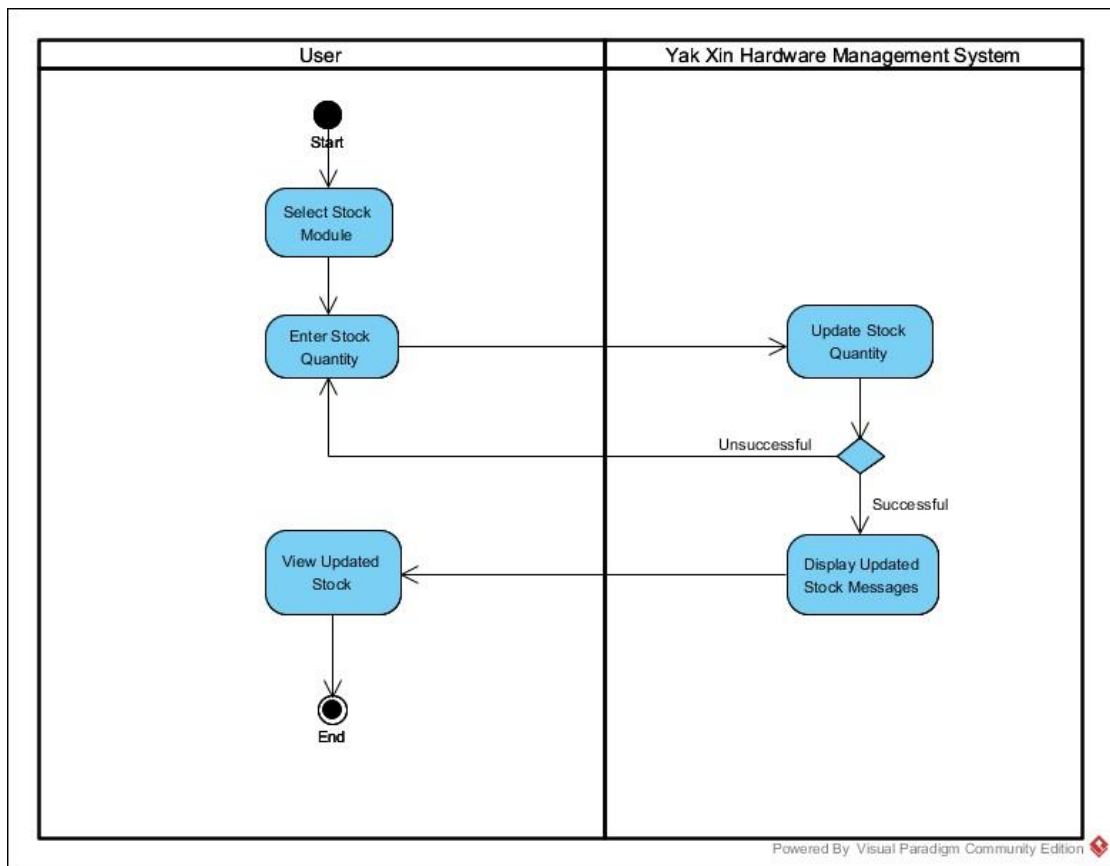 User
Yak Xin Hardware Management System
Start
Select Stock
Module
Enter Stock
Quantity
Update Stock
Quantity
Unsuccessful
Successful
Display Updated
Stock Messages
View Updated
Stock
End
Powered By Visual Paradigm Community Edition